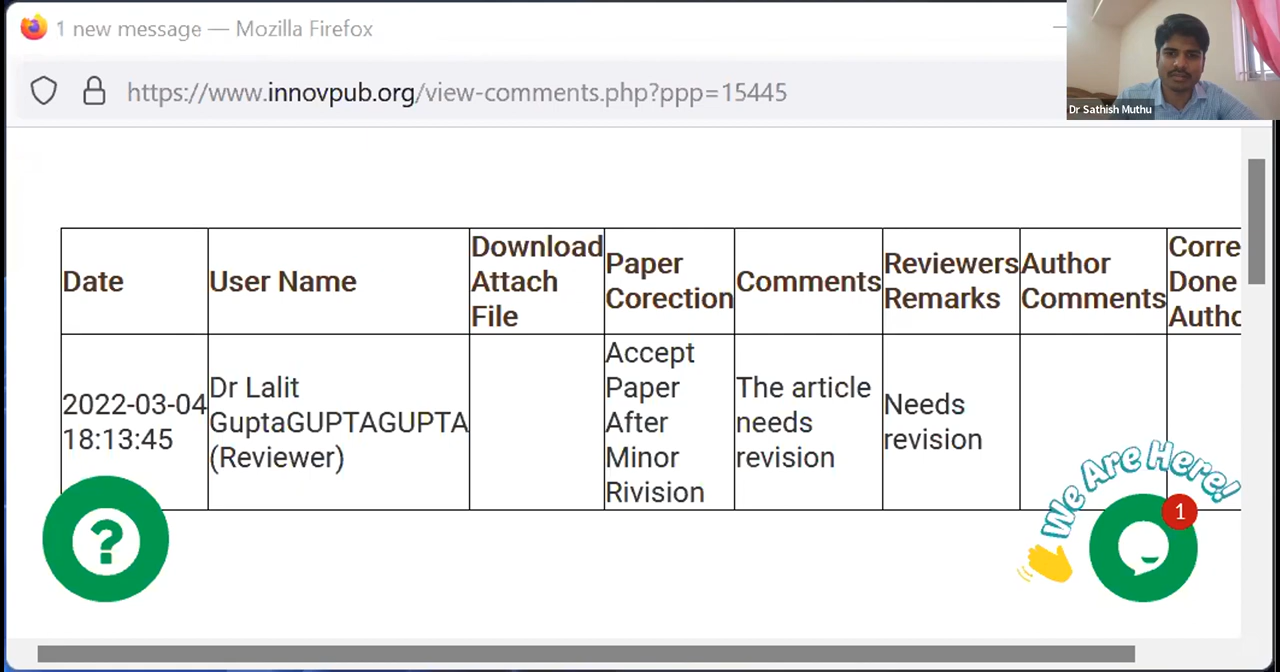 1 new message — Mozilla Firefox
https://www.innovpub.org/view-comments.php?ppp=15445
Dr Sathish Muthu
Date
User Name
Download
Attach
File
Paper
Corection
Comments
Reviewers
Remarks
Author
Comments
Corre
Done
Autho
2022-03-04
18:13:45
Dr Lalit
GuptaGUPTAGUPTA
(Reviewer)
Accept
Paper
After
Minor
Rivision
The article
needs
revision
Needs
revision
We Are Here!
1
?